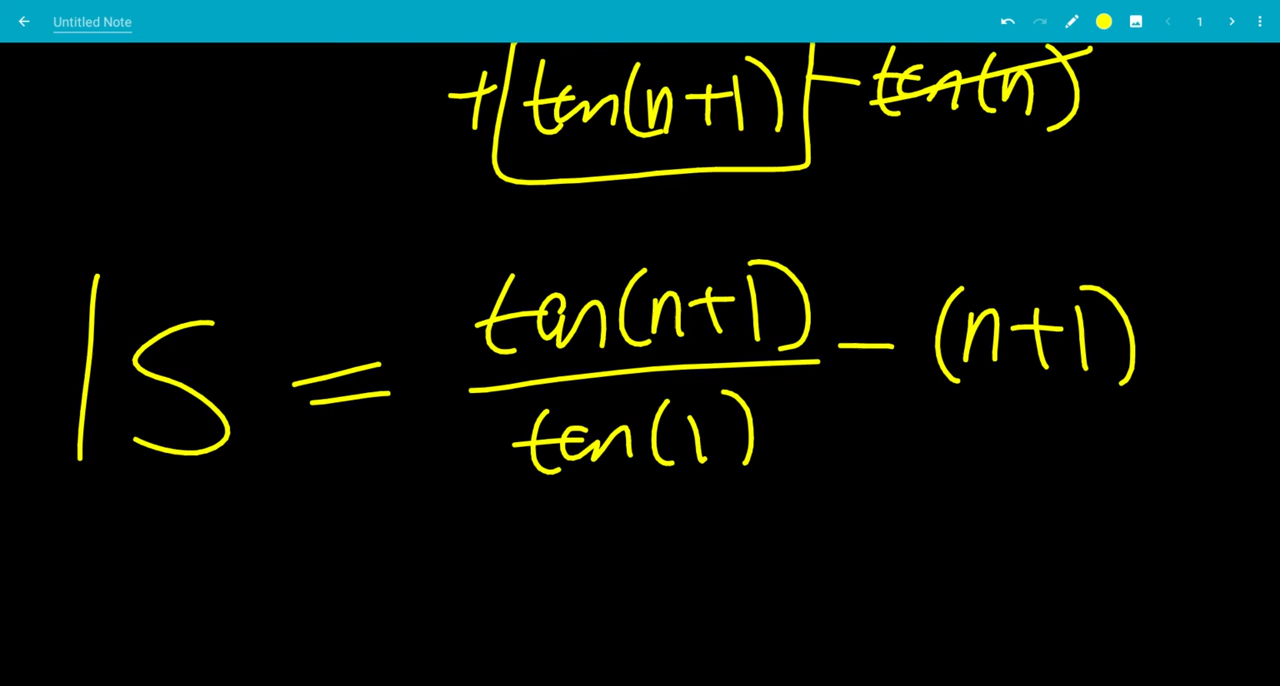 Untitled Note
1
+ tan(n+1) - tan(n)
S = tan(n+1)/tan(1) - (n+1)